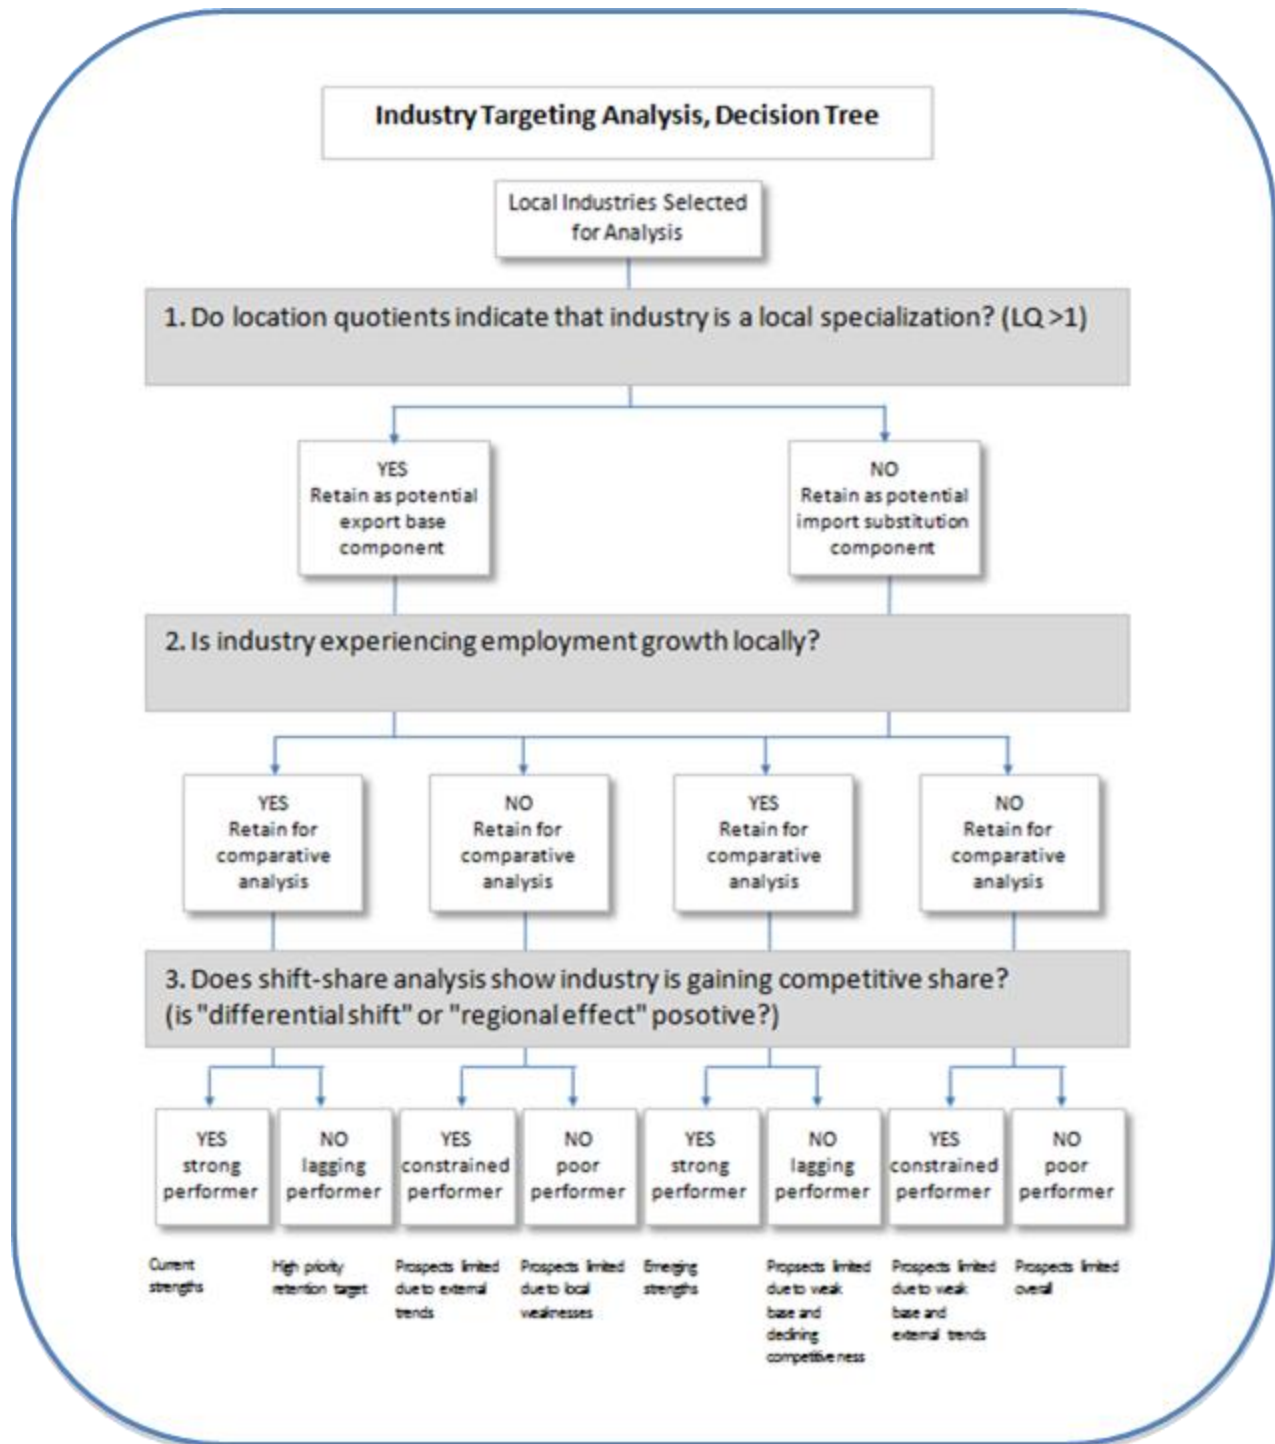 Industry Targeting Analysis, Decision Tree
Local Industries Selected
for Analysis
1. Do location quotients indicate that industry is a local specialization? (LQ >1)
YES
Retain as potential
export base
component
NO
Retain as potential
import substitution
component
2. Is industry experiencing employment growth locally?
YES
Retain for
comparative
analysis
NO
Retain for
comparative
analysis
YES
Retain for
comparative
analysis
NO
Retain for
comparative
analysis
3. Does shift-share analysis show industry is gaining competitive share?
(is "differential shift" or "regional effect" posotive?)
YES
strong
performer
NO
lagging
performer
YES
constrained
performer
NO
poor
performer
YES
strong
performer
NO
lagging
performer
YES
constrained
performer
NO
poor
performer
Current
strengths
High priority
retention target
Prospects limited
due to external
trends
Prospects limited
due to local
weaknesses
Emerging
strengths
Propsects limited
due to weak
base and
declining
competitiveness
Prospects limited
due to weak
base and
external trends
Prospects limited
overall